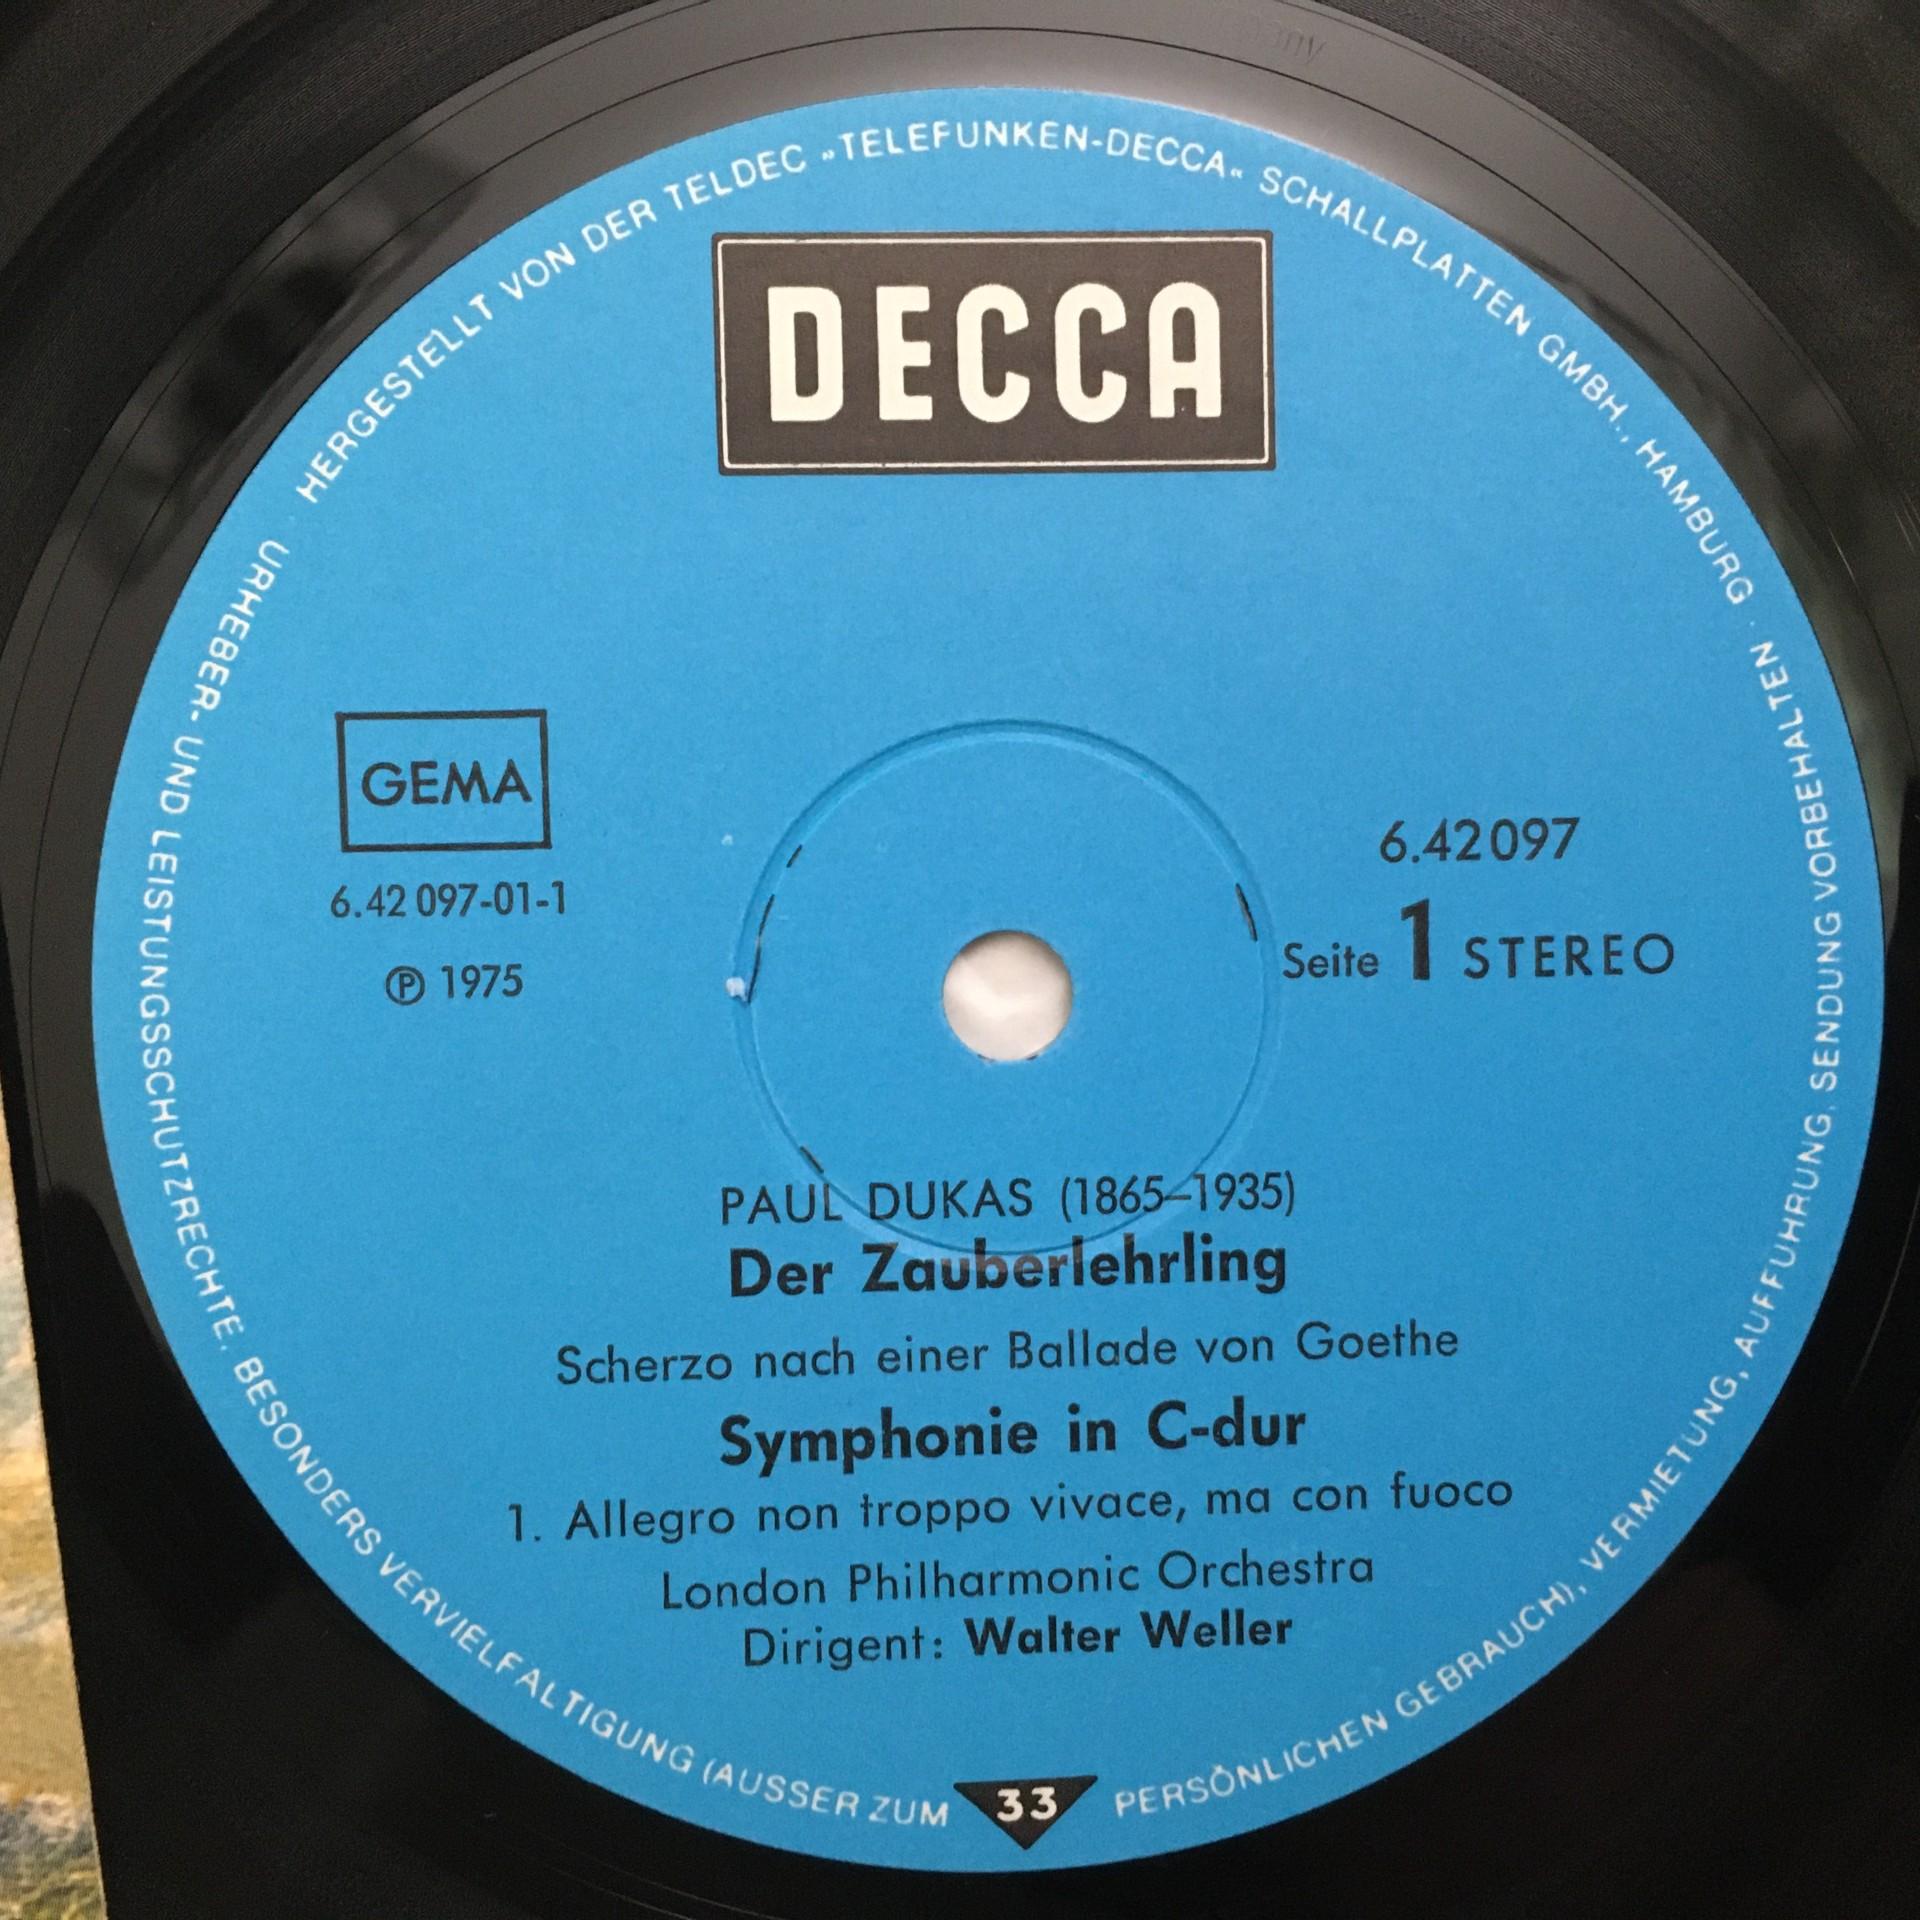 HERGESTELLT VON DER TELDEC »TELEFUNKEN-DECCA« SCHALLPLATTEN GMBH., HAMBURG ·
URHEBER- UND LEISTUNGSSCHUTZRECHTE, BESONDERS VERVIELFALTIGUNG (AUSSER ZUM PERSÖNLICHEN GEBRAUCH), VERMIETUNG, AUFFUHRUNG, SENDUNG VORBEHALTEN
DECCA
GEMA
6.42 097-01-1
℗ 1975
6.42097
Seite 1 STEREO
PAUL DUKAS (1865–1935)
Der Zauberlehrling
Scherzo nach einer Ballade von Goethe
Symphonie in C-dur
1. Allegro non troppo vivace, ma con fuoco
London Philharmonic Orchestra
Dirigent: Walter Weller
33